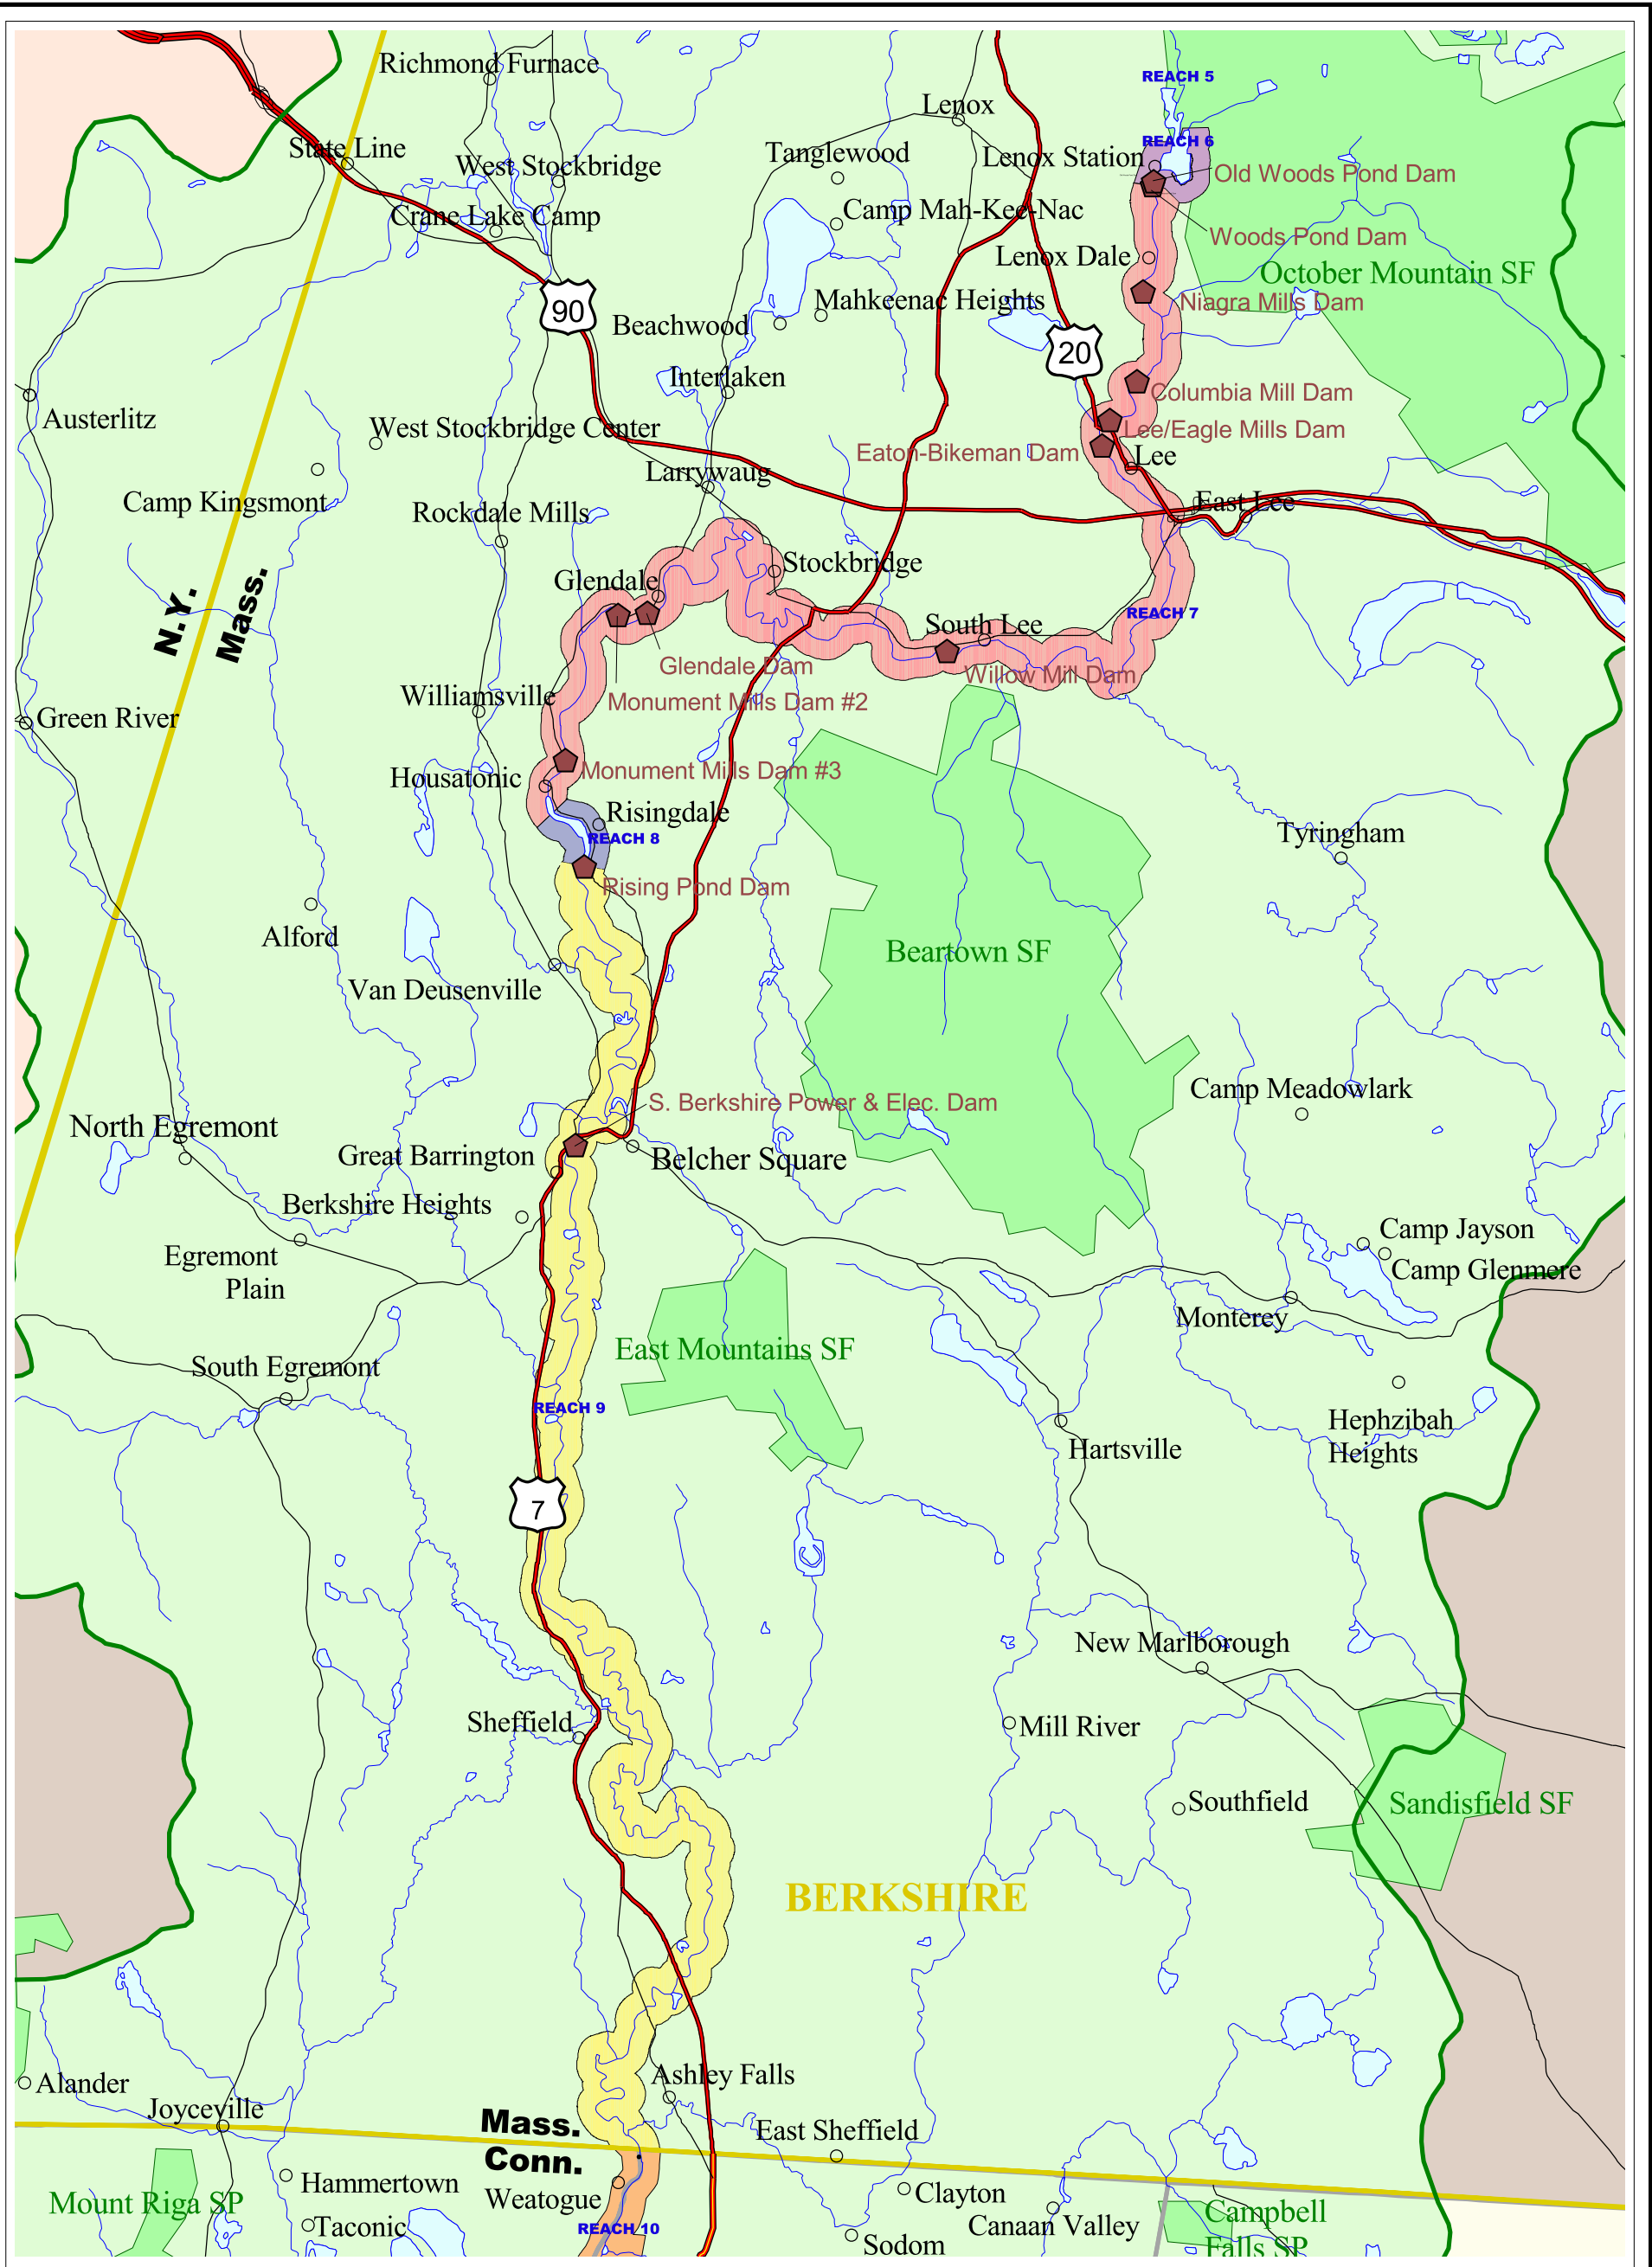 Richmond Furnace
REACH 5
Lenox
REACH 6
State Line
West Stockbridge
Tanglewood
Lenox Station
Old Woods Pond Dam
Crane Lake Camp
Camp Mah-Kee-Nac
Woods Pond Dam
Lenox Dale
October Mountain SF
90
Mahkeenac Heights
Niagra Mills Dam
Beachwood
20
Interlaken
Columbia Mill Dam
Austerlitz
West Stockbridge Center
Lee/Eagle Mills Dam
Eaton-Bikeman Dam
Lee
Larrywaug
Camp Kingsmont
East Lee
Rockdale Mills
Stockbridge
Glendale
N.Y.
Mass.
REACH 7
South Lee
Glendale Dam
Willow Mill Dam
Williamsville
Monument Mills Dam #2
Green River
Housatonic
Monument Mills Dam #3
Risingdale
REACH 8
Tyringham
Rising Pond Dam
Alford
Beartown SF
Van Deusenville
Camp Meadowlark
S. Berkshire Power & Elec. Dam
North Egremont
Great Barrington
Belcher Square
Berkshire Heights
Camp Jayson
Egremont
Plain
Camp Glenmere
Monterey
East Mountains SF
South Egremont
REACH 9
Hephzibah
Heights
Hartsville
7
New Marlborough
Sheffield
Mill River
Southfield
Sandisfield SF
BERKSHIRE
Alander
Ashley Falls
Joyceville
Mass.
Conn.
East Sheffield
Hammertown
Weatogue
Clayton
Mount Riga SP
Taconic
REACH 10
Canaan Valley
Sodom
Campbell
Falls SP